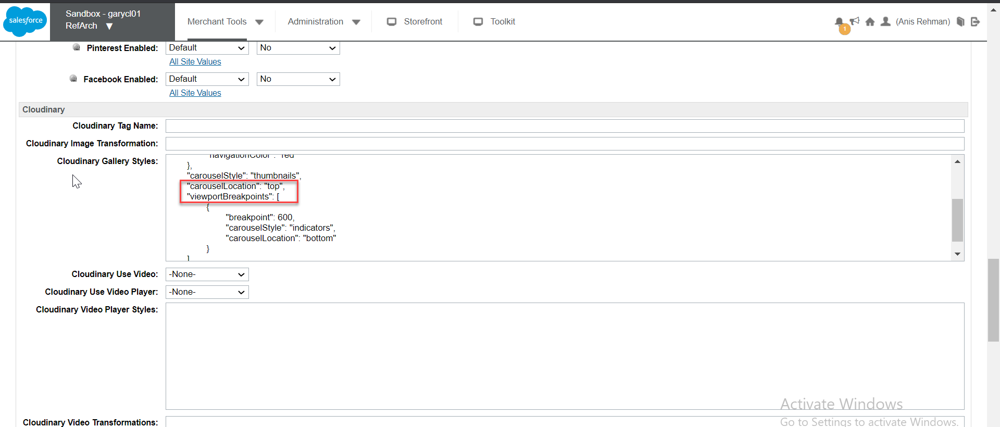 salesforce
Sandbox - garycl01
RefArch
Merchant Tools
Administration
Storefront
Toolkit
1
(Anis Rehman)
Pinterest Enabled:
Default
No
All Site Values
Facebook Enabled:
Default
No
All Site Values
Cloudinary
Cloudinary Tag Name:
Cloudinary Image Transformation:
Cloudinary Gallery Styles:
"navigationColor": "red"
},
"carouselStyle": "thumbnails",
"carouselLocation": "top",
"viewportBreakpoints": [
{
"breakpoint": 600,
"carouselStyle": "indicators",
"carouselLocation": "bottom"
}
]
Cloudinary Use Video:
-None-
Cloudinary Use Video Player:
-None-
Cloudinary Video Player Styles:
Cloudinary Video Transformations:
Activate Windows
Go to Settings to activate Windows.